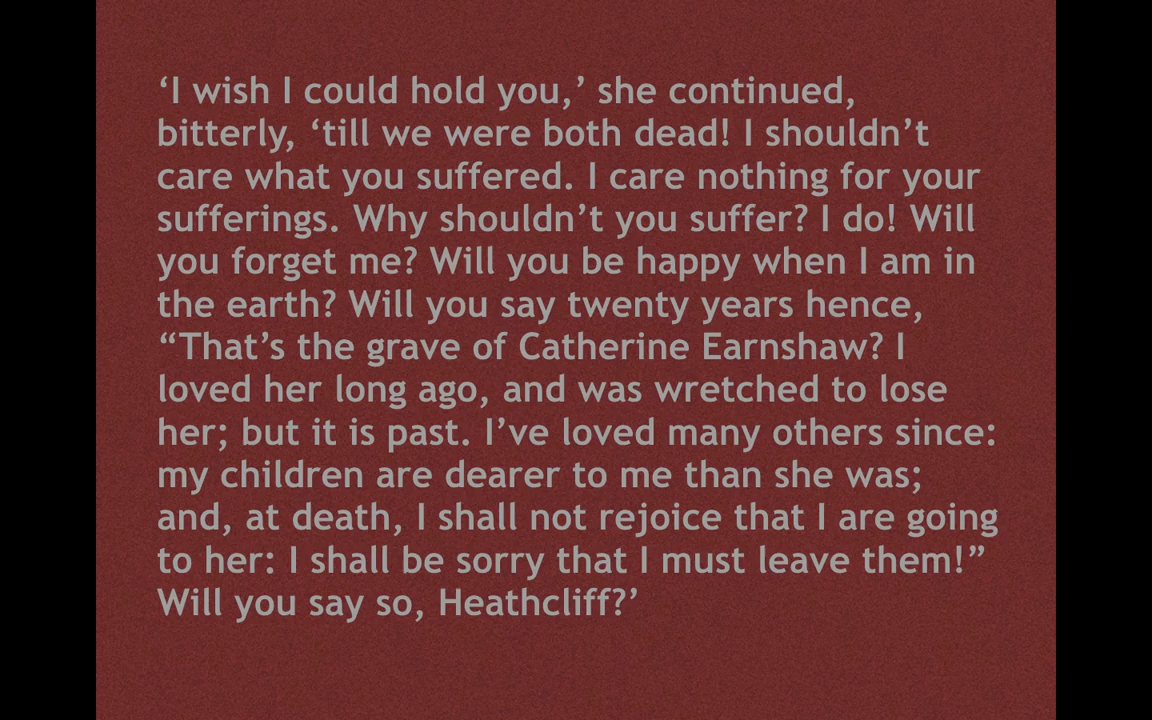 ‘I wish I could hold you,’ she continued,
bitterly, ‘till we were both dead! I shouldn’t
care what you suffered. I care nothing for your
sufferings. Why shouldn’t you suffer? I do! Will
you forget me? Will you be happy when I am in
the earth? Will you say twenty years hence,
“That’s the grave of Catherine Earnshaw? I
loved her long ago, and was wretched to lose
her; but it is past. I’ve loved many others since:
my children are dearer to me than she was;
and, at death, I shall not rejoice that I are going
to her: I shall be sorry that I must leave them!”
Will you say so, Heathcliff?’